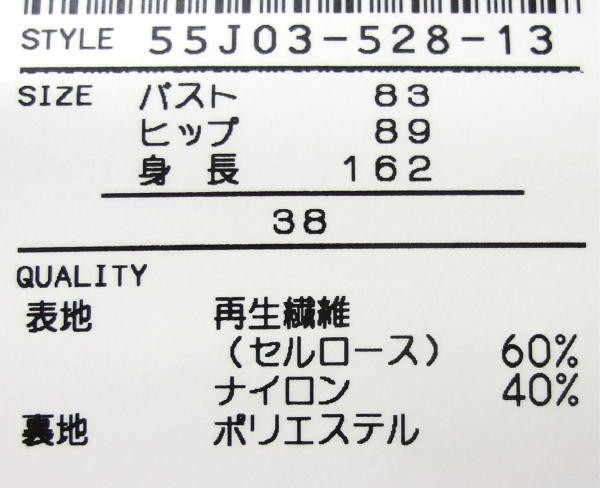 STYLE 55J03-528-13
SIZE バスト 83
ヒップ 89
身長 162
38
QUALITY
表地 再生繊維
(セルロース) 60%
ナイロン 40%
裏地 ポリエステル